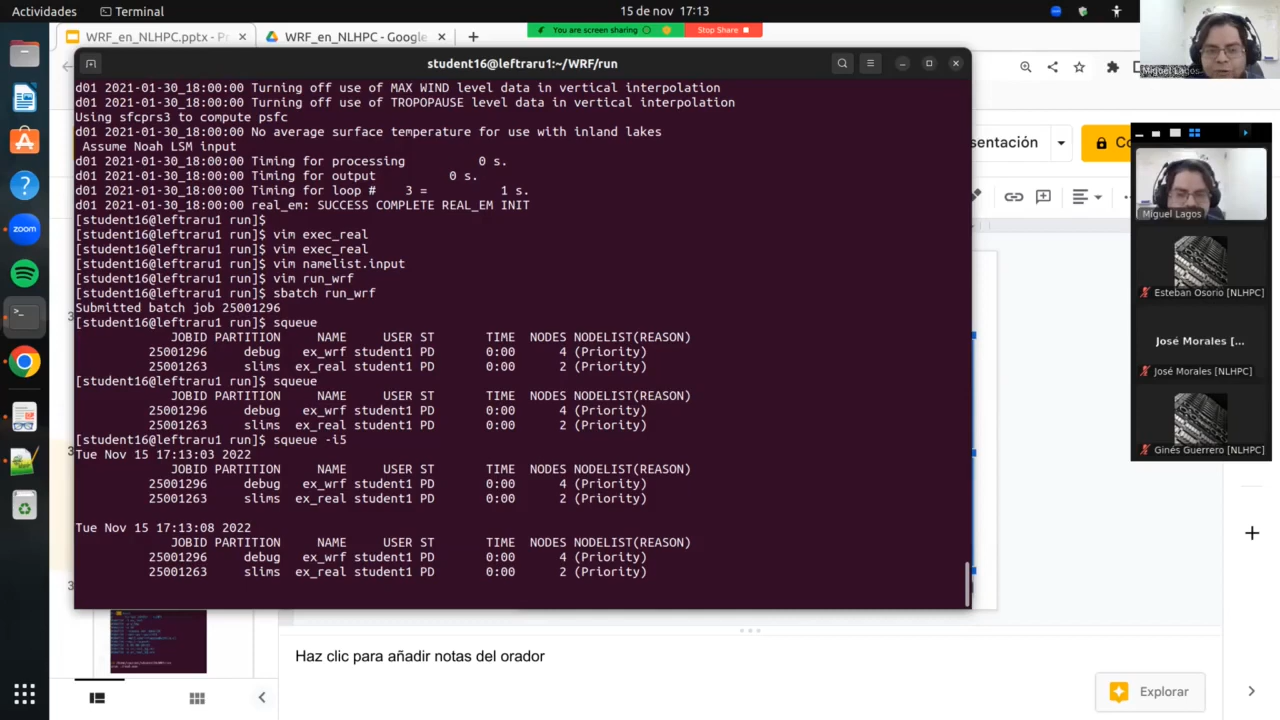 Actividades
Terminal
15 de nov 17:13
WRF_en_NLHPC.pptx - P
WRF_en_NLHPC - Google
You are screen sharing
Stop Share
student16@leftraru1:~/WRF/run
d01 2021-01-30_18:00:00 Turning off use of MAX WIND level data in vertical interpolation
d01 2021-01-30_18:00:00 Turning off use of TROPOPAUSE level data in vertical interpolation
Using sfcprs3 to compute psfc
d01 2021-01-30_18:00:00 No average surface temperature for use with inland lakes
Assume Noah LSM input
d01 2021-01-30_18:00:00 Timing for processing 0 s.
d01 2021-01-30_18:00:00 Timing for output 0 s.
d01 2021-01-30_18:00:00 Timing for loop # 3 = 1 s.
d01 2021-01-30_18:00:00 real_em: SUCCESS COMPLETE REAL_EM INIT
[student16@leftraru1 run]$
[student16@leftraru1 run]$ vim exec_real
[student16@leftraru1 run]$ vim exec_real
[student16@leftraru1 run]$ vim namelist.input
[student16@leftraru1 run]$ vim run_wrf
[student16@leftraru1 run]$ sbatch run_wrf
Submitted batch job 25001296
[student16@leftraru1 run]$ squeue
JOBID PARTITION NAME USER ST TIME NODES NODELIST(REASON)
25001296 debug ex_wrf student1 PD 0:00 4 (Priority)
25001263 slims ex_real student1 PD 0:00 2 (Priority)
[student16@leftraru1 run]$ squeue
JOBID PARTITION NAME USER ST TIME NODES NODELIST(REASON)
25001296 debug ex_wrf student1 PD 0:00 4 (Priority)
25001263 slims ex_real student1 PD 0:00 2 (Priority)
[student16@leftraru1 run]$ squeue -i5
Tue Nov 15 17:13:03 2022
JOBID PARTITION NAME USER ST TIME NODES NODELIST(REASON)
25001296 debug ex_wrf student1 PD 0:00 4 (Priority)
25001263 slims ex_real student1 PD 0:00 2 (Priority)
Tue Nov 15 17:13:08 2022
JOBID PARTITION NAME USER ST TIME NODES NODELIST(REASON)
25001296 debug ex_wrf student1 PD 0:00 4 (Priority)
25001263 slims ex_real student1 PD 0:00 2 (Priority)
zoom
sentación
Co
Miguel Lagos
Miguel Lagos
Esteban Osorio [NLHPC]
José Morales [...
José Morales [NLHPC]
Ginés Guerrero [NLHPC]
Haz clic para añadir notas del orador
Explorar